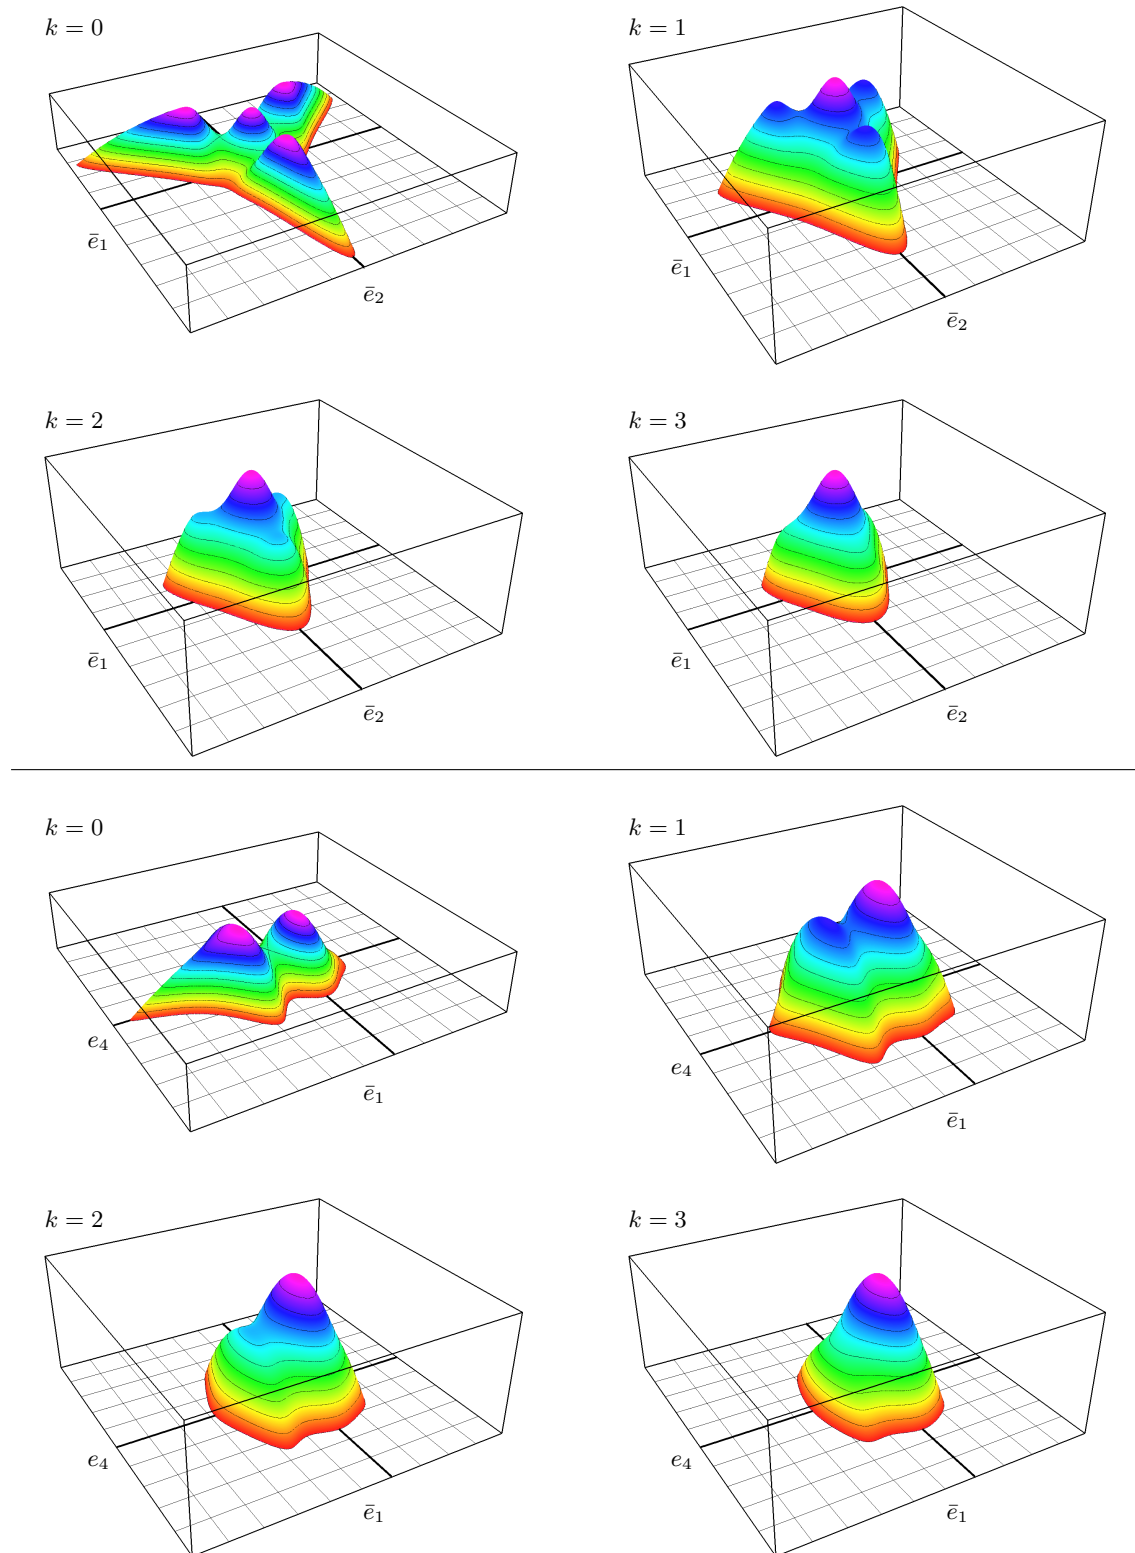 k = 0
k = 1
ē₁
ē₂
ē₁
ē₂
k = 2
k = 3
ē₁
ē₂
ē₁
ē₂
k = 0
k = 1
e₄
ē₁
e₄
ē₁
k = 2
k = 3
e₄
ē₁
e₄
ē₁